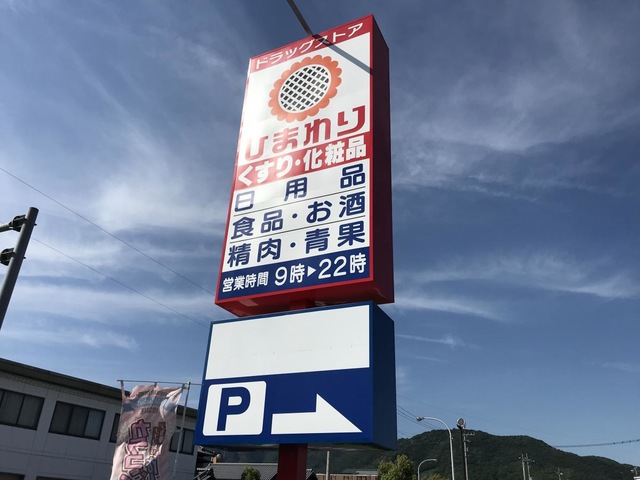 ドラッグストア
ひまわり
くすり・化粧品
日用品
食品・お酒
精肉・青果
営業時間 9時▶22時
P